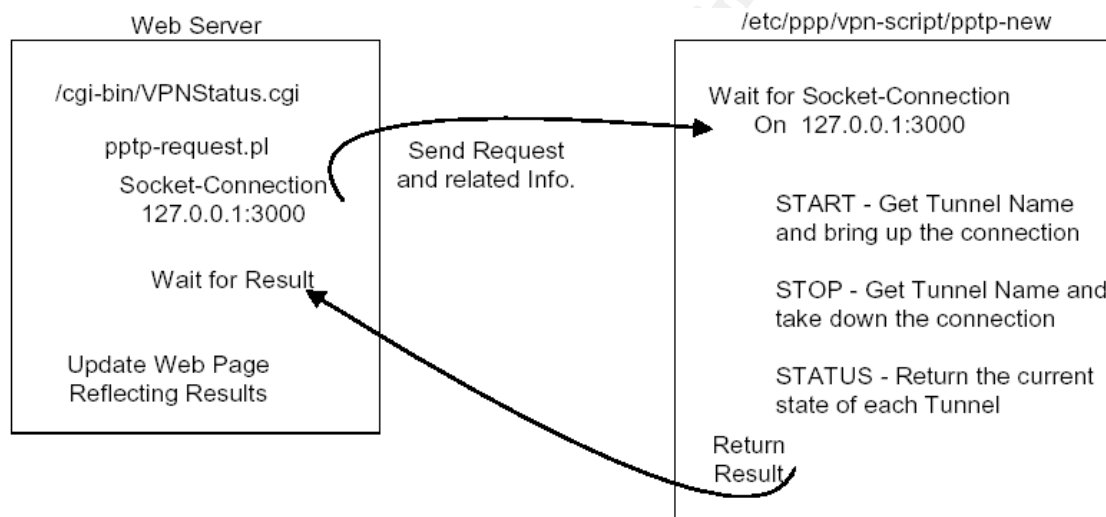 Web Server
/cgi-bin/VPNStatus.cgi
pptp-request.pl
Socket-Connection
127.0.0.1:3000
Wait for Result
Update Web Page
Reflecting Results
Send Request
and related Info.
/etc/ppp/vpn-script/pptp-new
Wait for Socket-Connection
On 127.0.0.1:3000
START - Get Tunnel Name
and bring up the connection
STOP - Get Tunnel Name and
take down the connection
STATUS - Return the current
state of each Tunnel
Return
Result